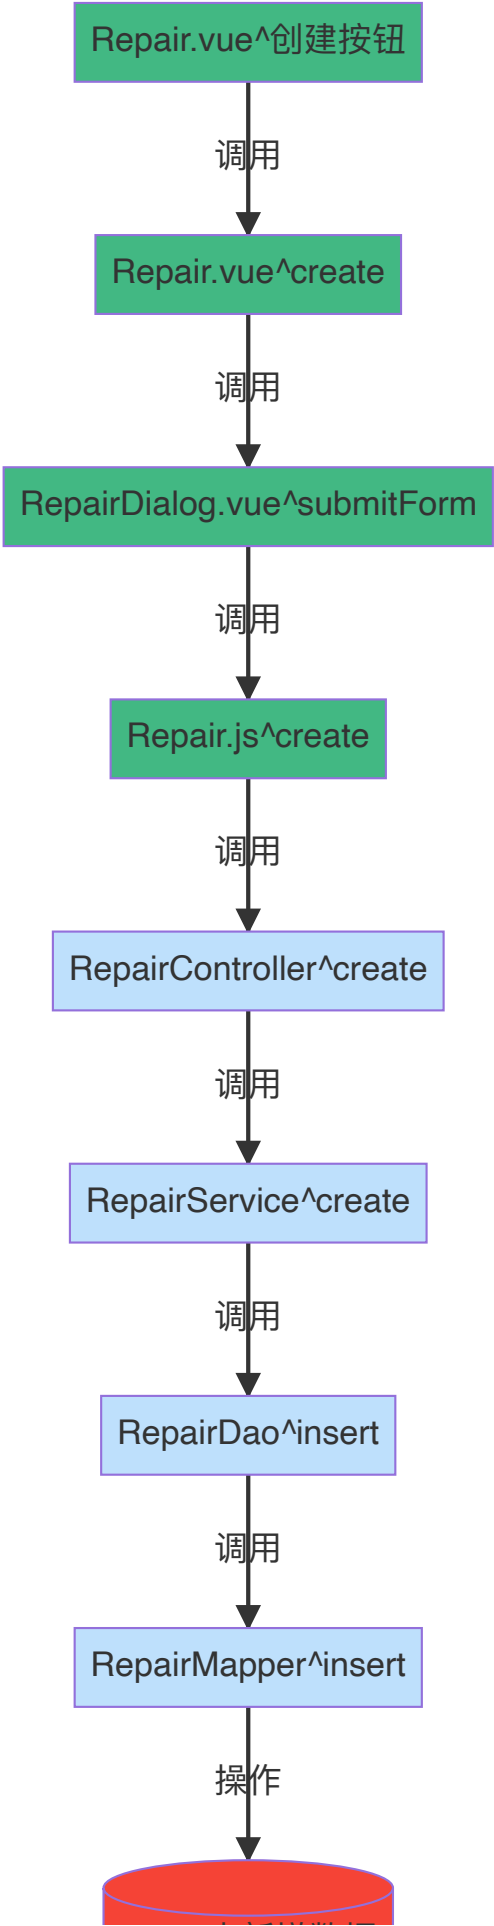 Repair.vue^创建按钮
调用
Repair.vue^create
调用
RepairDialog.vue^submitForm
调用
Repair.js^create
调用
RepairController^create
调用
RepairService^create
调用
RepairDao^insert
调用
RepairMapper^insert
操作